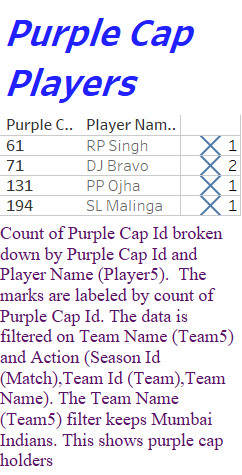 Purple Cap
Players
Purple C.. Player Nam..
61 RP Singh 1
71 DJ Bravo 2
131 PP Ojha 1
194 SL Malinga 1
Count of Purple Cap Id broken
down by Purple Cap Id and
Player Name (Player5).  The
marks are labeled by count of
Purple Cap Id. The data is
filtered on Team Name (Team5)
and Action (Season Id
(Match),Team Id (Team),Team
Name). The Team Name
(Team5) filter keeps Mumbai
Indians. This shows purple cap
holders